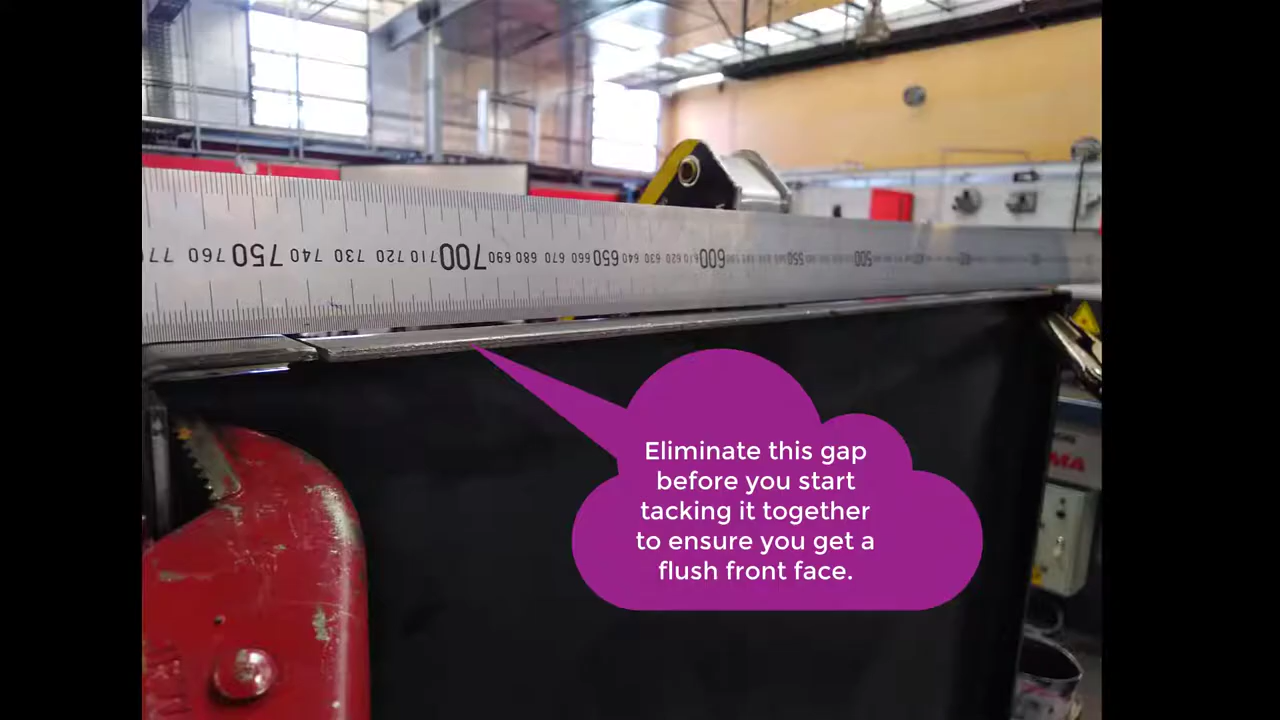 760 750 740 730 720 710 700 690 680 670 660 650 640 630 620 610 600 550 500
Eliminate this gap
before you start
tacking it together
to ensure you get a
flush front face.